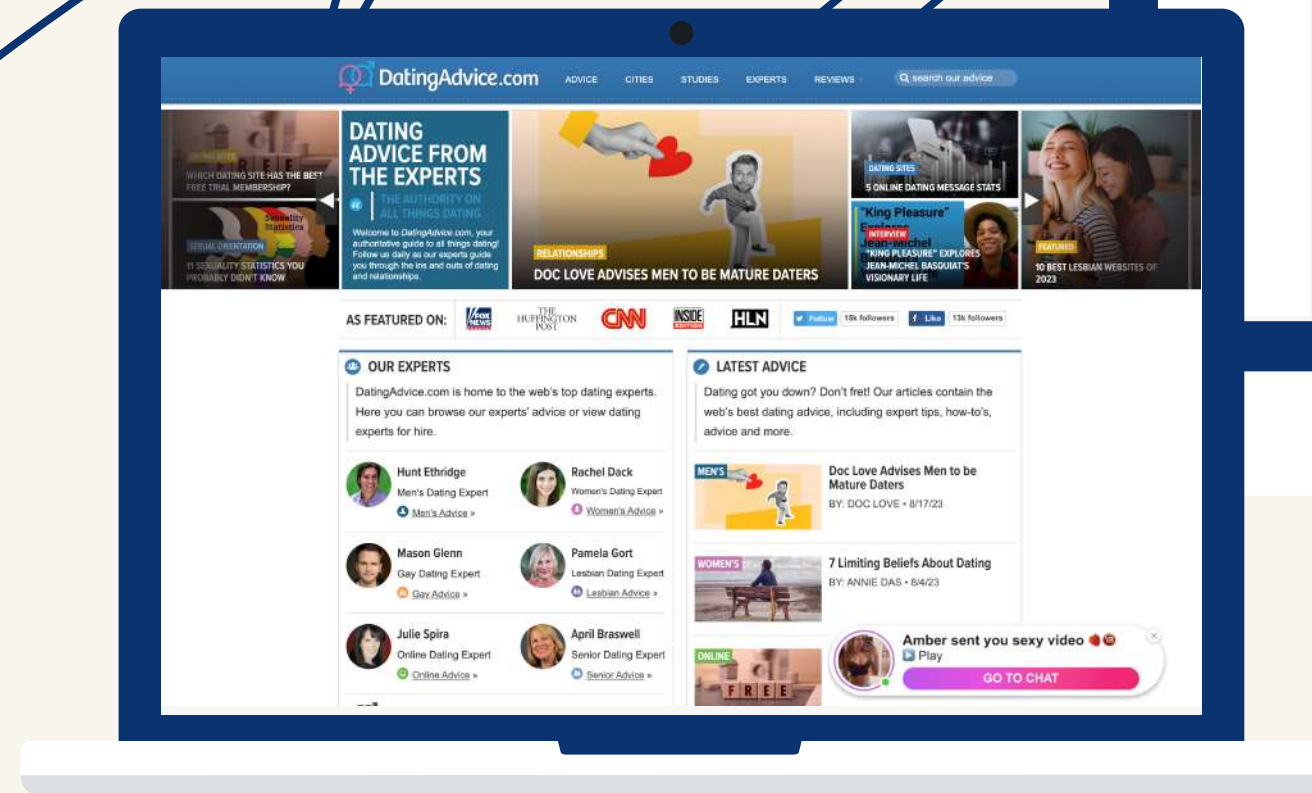 DatingAdvice.com
ADVICE
CITIES
STUDIES
EXPERTS
REVIEWS
search our advice
DATING SITES
WHICH DATING SITE HAS THE BEST
FREE TRIAL MEMBERSHIP?
Sexuality
Statistics
SEXUAL ORIENTATION
11 SEXUALITY STATISTICS YOU
PROBABLY DIDN'T KNOW
DATING
ADVICE FROM
THE EXPERTS
THE AUTHORITY ON
ALL THINGS DATING
Welcome to DatingAdvice.com, your
authoritative guide to all things dating!
Follow us daily as our experts guide
you through the ins and outs of dating
and relationships.
RELATIONSHIPS
DOC LOVE ADVISES MEN TO BE MATURE DATERS
DATING SITES
5 ONLINE DATING MESSAGE STATS
"King Pleasure"
Explores
Jean-Michel
INTERVIEW
"KING PLEASURE" EXPLORES
JEAN-MICHEL BASQUIAT'S
VISIONARY LIFE
FEATURED
10 BEST LESBIAN WEBSITES OF
2023
AS FEATURED ON:
FOX
NEWS
THE
HUFFINGTON
POST
CNN
INSIDE
EDITION
HLN
Follow
15k followers
Like
13k followers
OUR EXPERTS
DatingAdvice.com is home to the web's top dating experts.
Here you can browse our experts' advice or view dating
experts for hire.
Hunt Ethridge
Men's Dating Expert
Men's Advice »
Rachel Dack
Women's Dating Expert
Women's Advice »
Mason Glenn
Gay Dating Expert
Gay Advice »
Pamela Gort
Lesbian Dating Expert
Lesbian Advice »
Julie Spira
Online Dating Expert
Online Advice »
April Braswell
Senior Dating Expert
Senior Advice »
LATEST ADVICE
Dating got you down? Don't fret! Our articles contain the
web's best dating advice, including expert tips, how-to's,
advice and more.
MEN'S
Doc Love Advises Men to be
Mature Daters
BY: DOC LOVE • 8/17/23
WOMEN'S
7 Limiting Beliefs About Dating
BY: ANNIE DAS • 8/4/23
ONLINE
FREE
Amber sent you sexy video
Play
GO TO CHAT